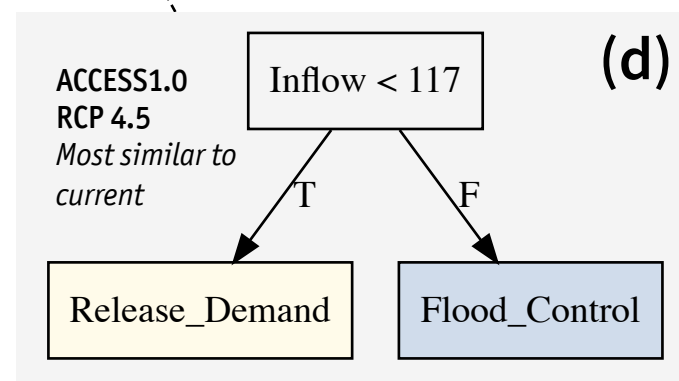 (d)
ACCESS1.0
RCP 4.5
Most similar to
current
Inflow < 117
T
F
Release_Demand
Flood_Control